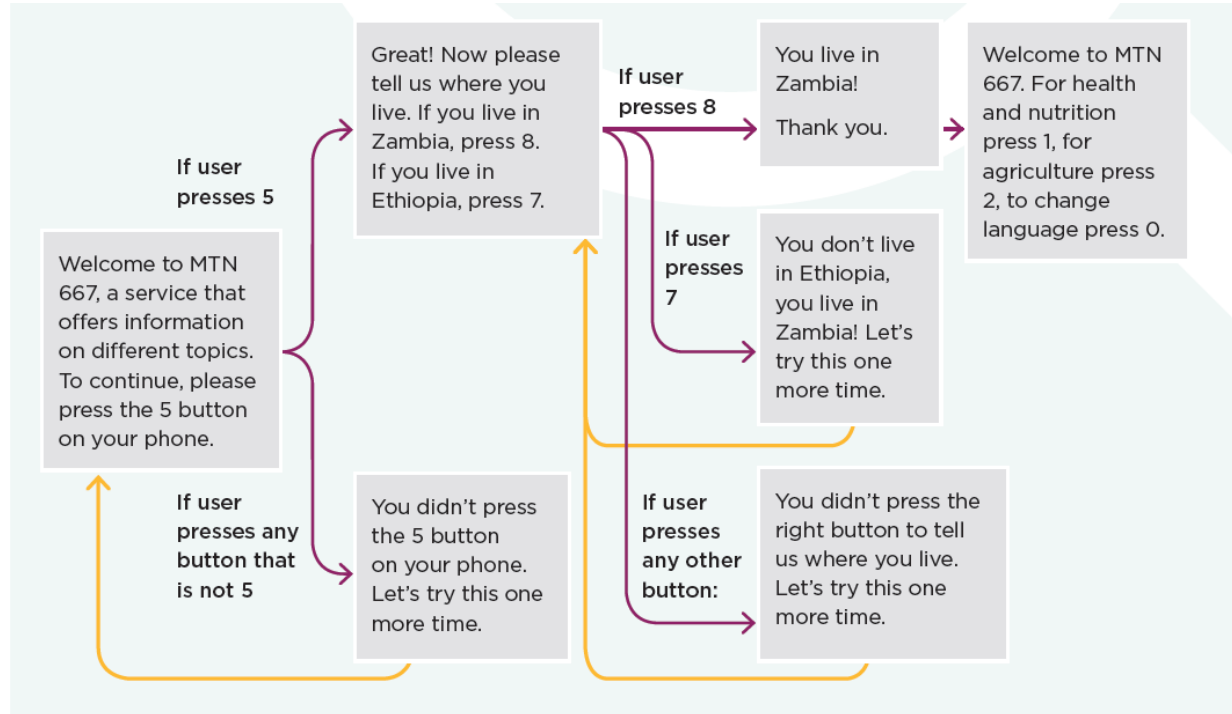 Great! Now please
tell us where you
live. If you live in
Zambia, press 8.
If you live in
Ethiopia, press 7.
If user
presses 8
You live in
Zambia!
Thank you.
Welcome to MTN
667. For health
and nutrition
press 1, for
agriculture press
2, to change
language press 0.
If user
presses 5
Welcome to MTN
667, a service that
offers information
on different topics.
To continue, please
press the 5 button
on your phone.
If user
presses
7
You don’t live
in Ethiopia,
you live in
Zambia! Let’s
try this one
more time.
If user
presses any
button that
is not 5
You didn’t press
the 5 button
on your phone.
Let’s try this one
more time.
If user
presses
any other
button:
You didn’t press the
right button to tell
us where you live.
Let’s try this one
more time.